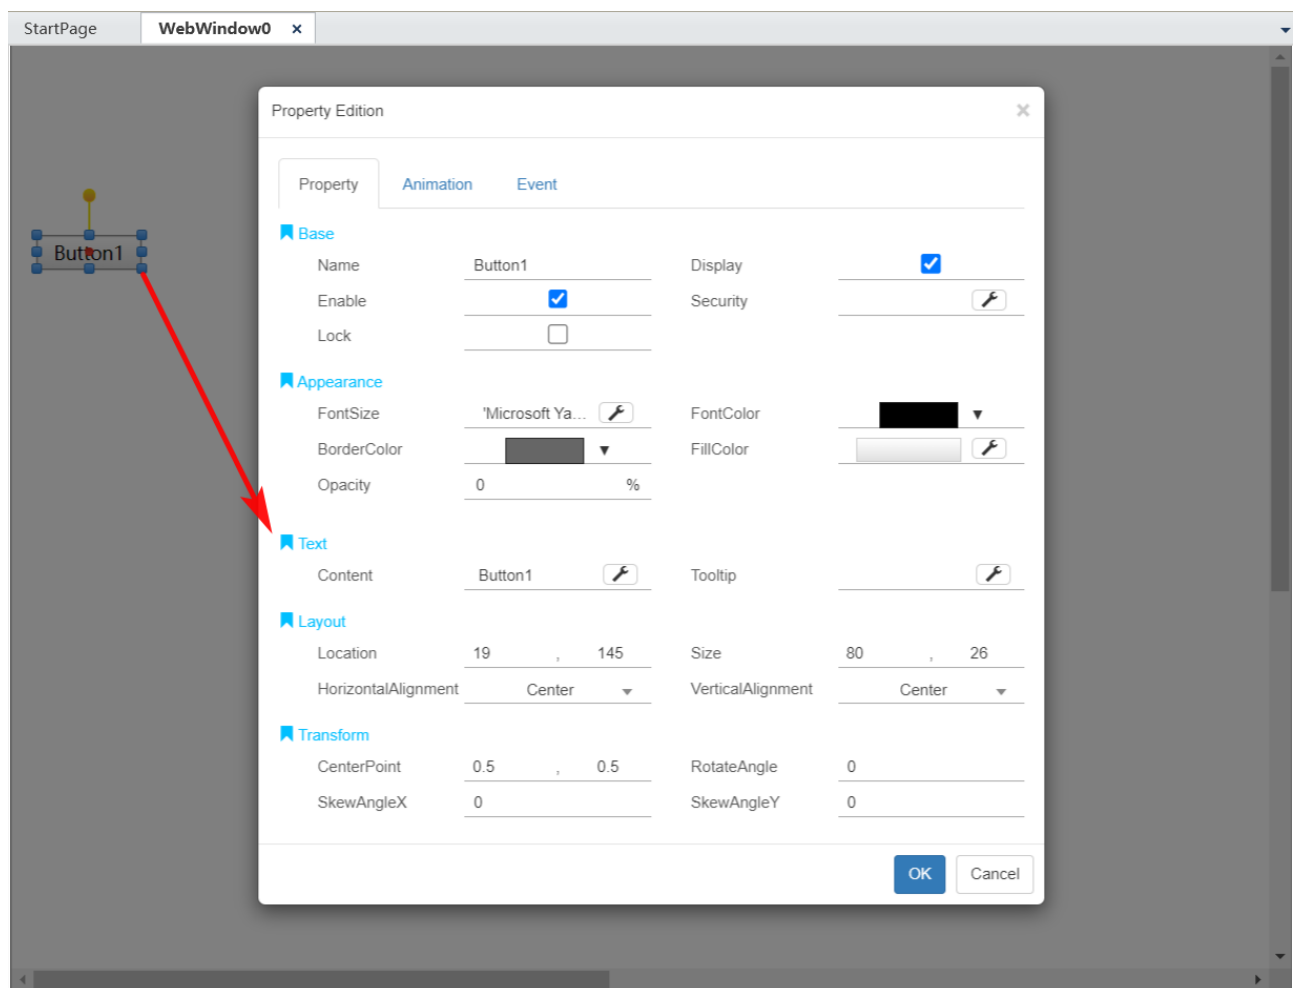 StartPage WebWindow0 ×
Property Edition ×
Property Animation Event
Base
Name Button1 Display
Button1
Enable Security
Lock
Appearance
FontSize 'Microsoft Ya... FontColor
BorderColor FillColor
Opacity 0 %
Text
Content Button1 Tooltip
Layout
Location 19 , 145 Size 80 , 26
HorizontalAlignment Center VerticalAlignment Center
Transform
CenterPoint 0.5 , 0.5 RotateAngle 0
SkewAngleX 0 SkewAngleY 0
OK Cancel